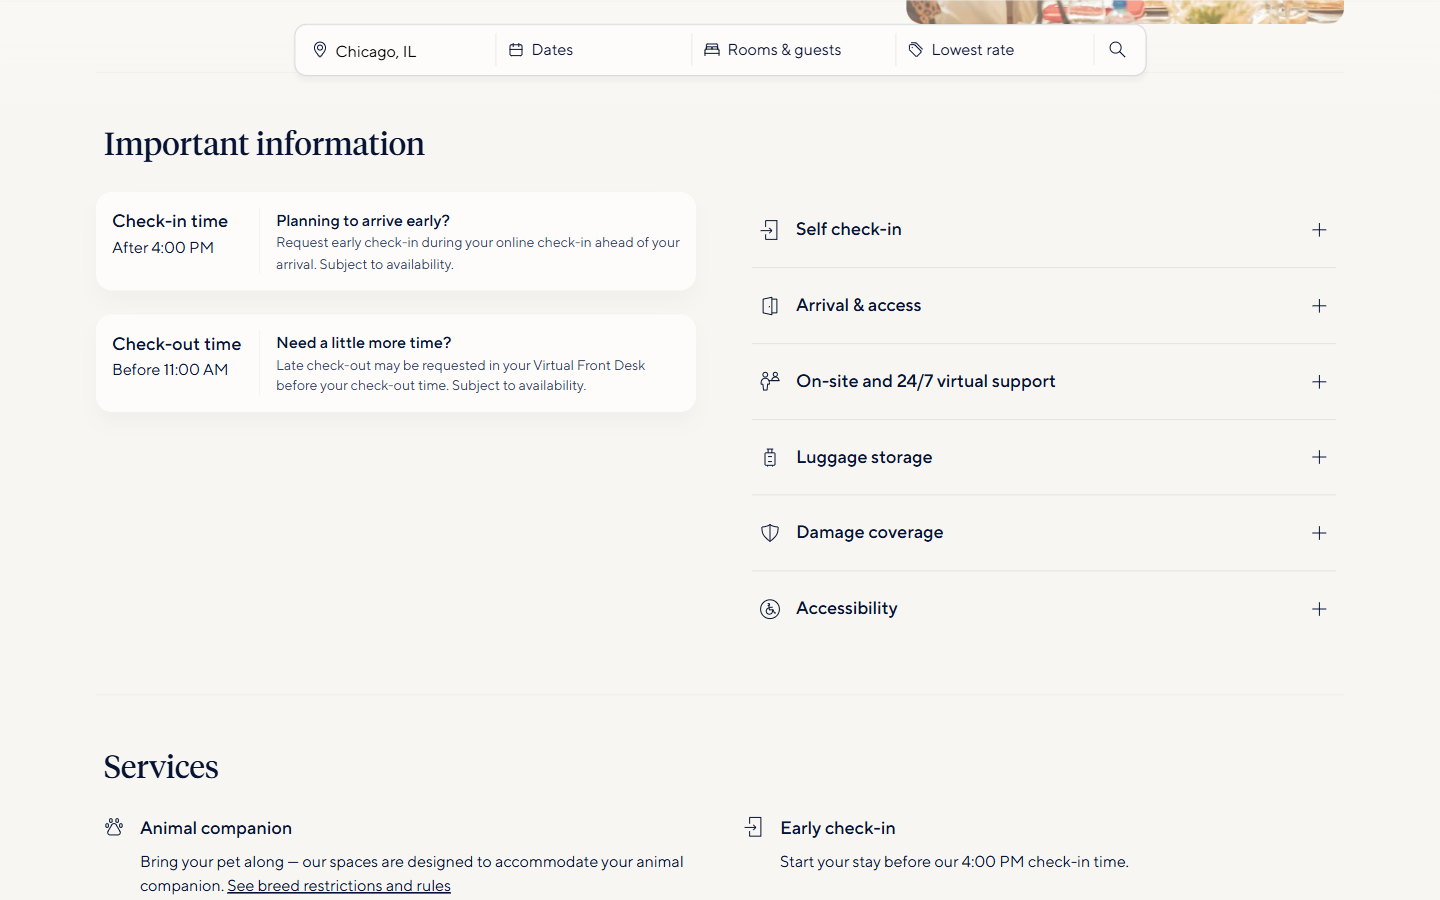 Chicago, IL
Dates
Rooms & guests
Lowest rate
Important information
Check-in time
After 4:00 PM
Planning to arrive early?
Request early check-in during your online check-in ahead of your
arrival. Subject to availability.
Check-out time
Before 11:00 AM
Need a little more time?
Late check-out may be requested in your Virtual Front Desk
before your check-out time. Subject to availability.
Self check-in
Arrival & access
On-site and 24/7 virtual support
Luggage storage
Damage coverage
Accessibility
Services
Animal companion
Bring your pet along — our spaces are designed to accommodate your animal
companion. See breed restrictions and rules
Early check-in
Start your stay before our 4:00 PM check-in time.